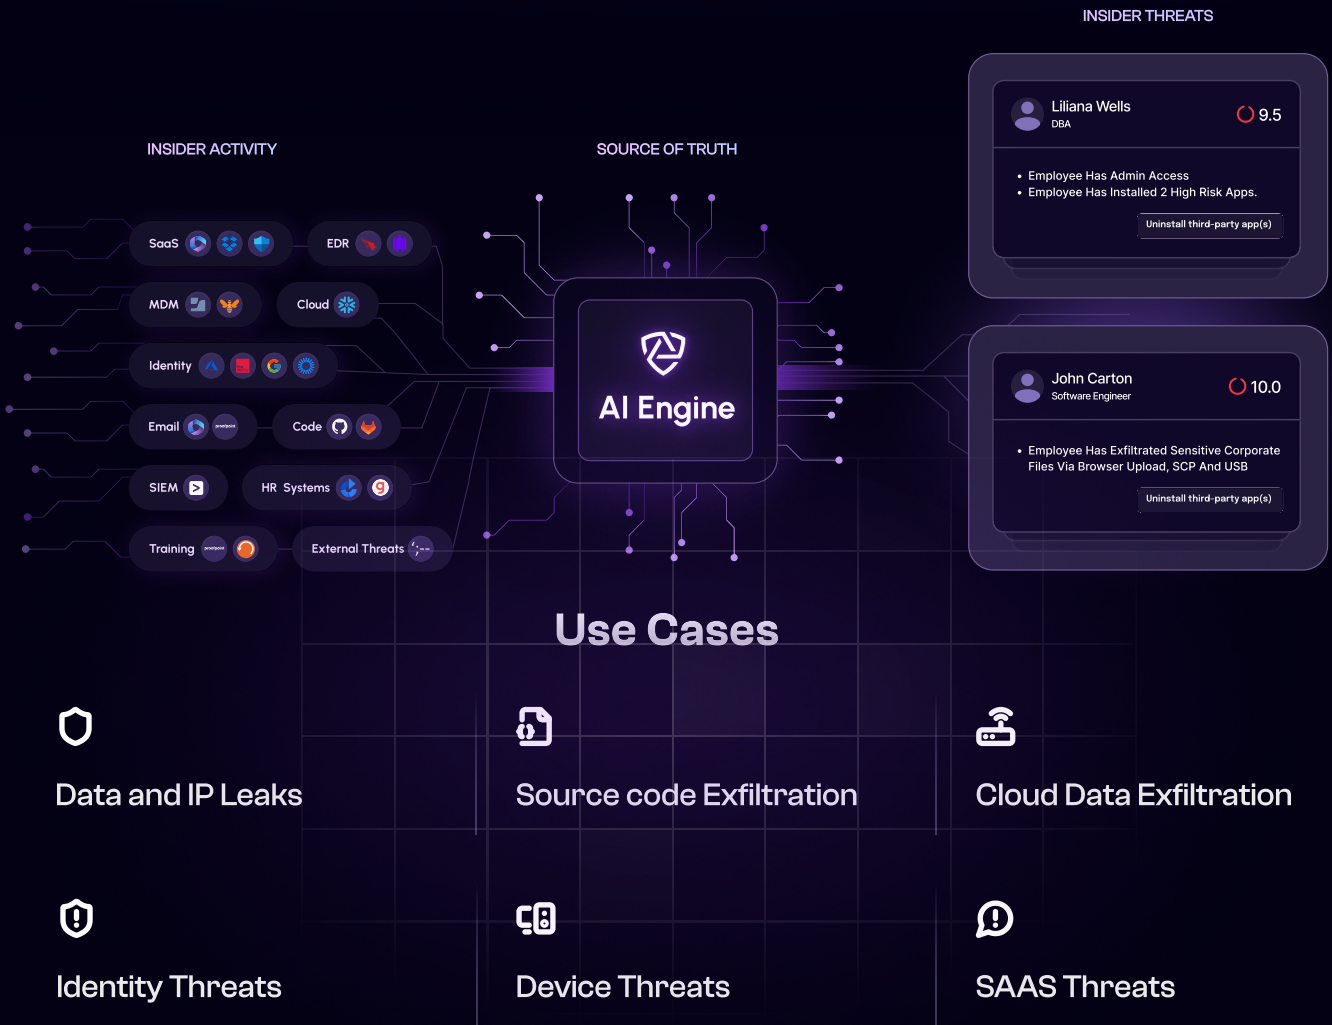 INSIDER THREATS
Liliana Wells
DBA
9.5
Employee Has Admin Access
Employee Has Installed 2 High Risk Apps.
Uninstall third-party app(s)
INSIDER ACTIVITY
SOURCE OF TRUTH
SaaS
EDR
MDM
Cloud
Identity
Email
proofpoint
Code
SIEM
HR Systems
g
Training
proofpoint
External Threats
AI Engine
John Carton
Software Engineer
10.0
Employee Has Exfiltrated Sensitive Corporate
Files Via Browser Upload, SCP And USB
Uninstall third-party app(s)
Use Cases
Data and IP Leaks
Source code Exfiltration
Cloud Data Exfiltration
Identity Threats
Device Threats
SAAS Threats